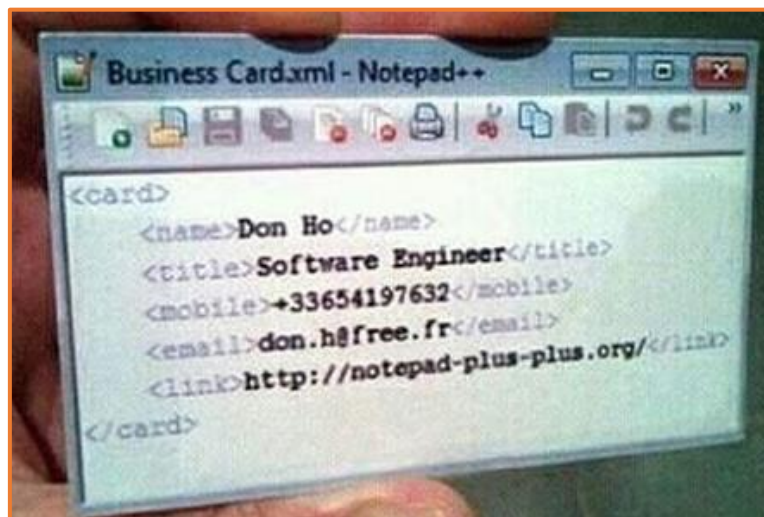 Business Card.xml - Notepad++
<card>
<name>Don Ho</name>
<title>Software Engineer</title>
<mobile>+33654197632</mobile>
<email>don.h@free.fr</email>
<link>http://notepad-plus-plus.org/</link>
</card>